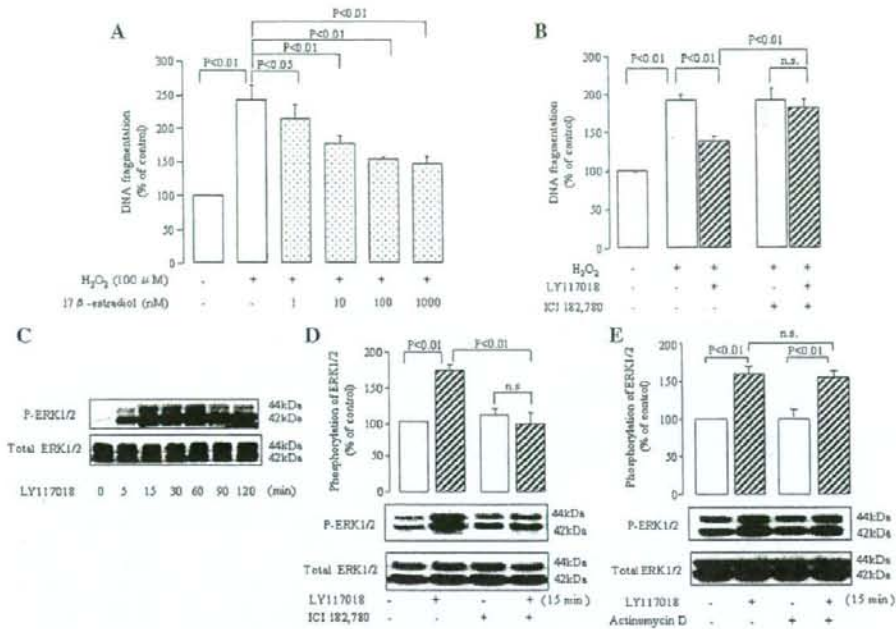 A
P<0.01
P<0.01
P<0.01
P<0.01
P<0.05
DNA fragmentation
(% of control)
250
200
150
100
50
0
H₂O₂ (100 μM) - + + + + +
17β-estradiol (nM) 1 10 100 1000
B
P<0.01
P<0.01
P<0.01
P<0.01
n.s.
DNA fragmentation
(% of control)
200
150
100
50
0
H₂O₂ - + + + +
LY117018 + +
ICI 182,780 + +
C
P-ERK1/2
44kDa
42kDa
Total ERK1/2
44kDa
42kDa
LY117018 0 5 15 30 60 90 120 (min)
D
P<0.01
P<0.01
n.s
Phosphorylation of ERK1/2
(% of control)
200
150
100
50
0
P-ERK1/2
44kDa
42kDa
Total ERK1/2
44kDa
42kDa
LY117018 - + - + (15 min)
ICI 182,780 - - + +
E
n.s.
P<0.01
P<0.01
Phosphorylation of ERK1/2
(% of control)
200
150
100
50
0
P-ERK1/2
44kDa
42kDa
Total ERK1/2
44kDa
42kDa
LY117018 - + - + (15 min)
Actinomycin D - - + +